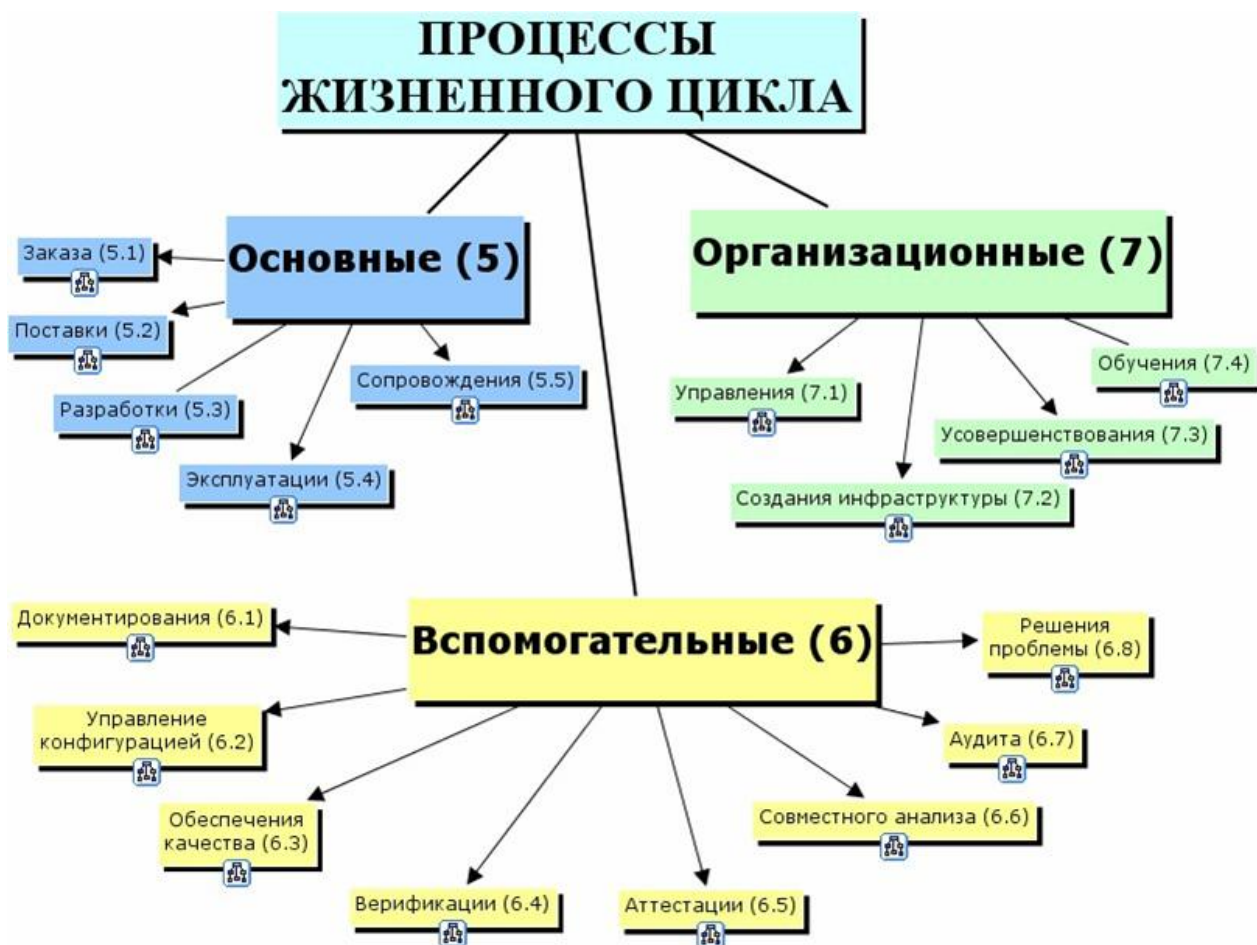 ПРОЦЕССЫ
ЖИЗНЕННОГО ЦИКЛА
Основные (5)
Заказа (5.1)
Поставки (5.2)
Разработки (5.3)
Эксплуатации (5.4)
Сопровождения (5.5)
Организационные (7)
Управления (7.1)
Создания инфраструктуры (7.2)
Усовершенствования (7.3)
Обучения (7.4)
Вспомогательные (6)
Документирования (6.1)
Управление
конфигурацией (6.2)
Обеспечения
качества (6.3)
Верификации (6.4)
Аттестации (6.5)
Совместного анализа (6.6)
Аудита (6.7)
Решения
проблемы (6.8)